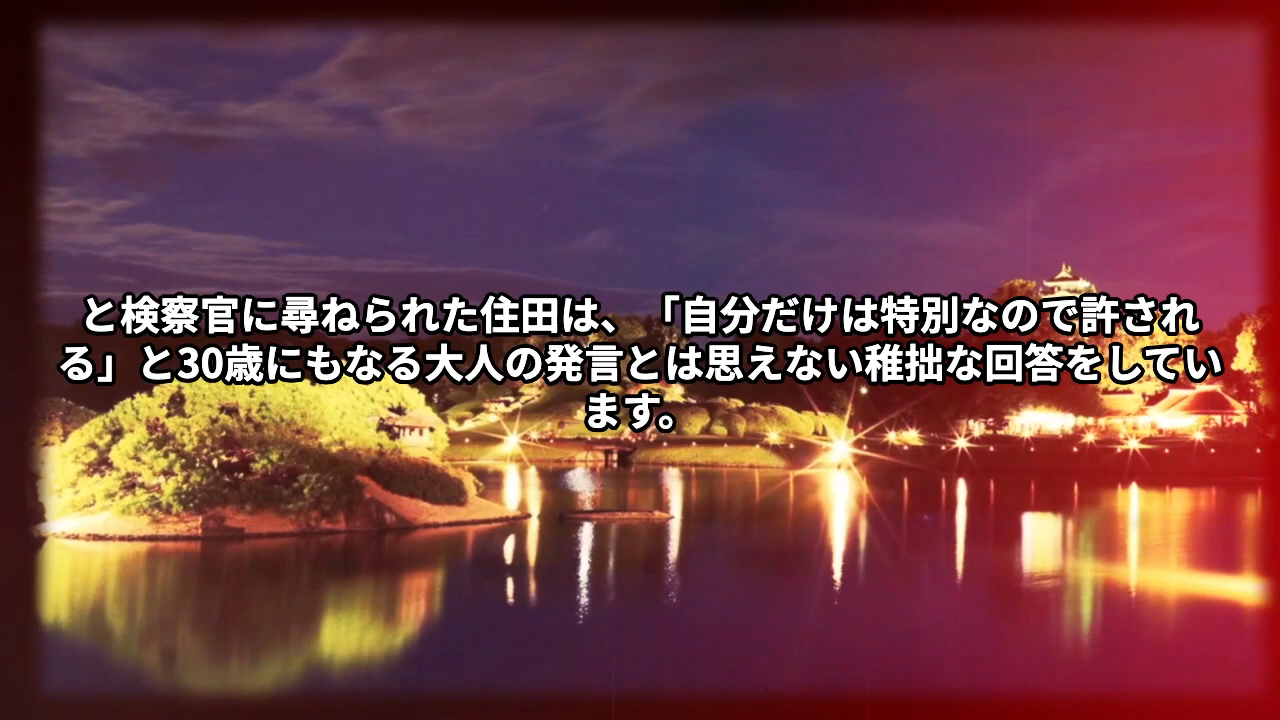 と検察官に尋ねられた住田は、「自分だけは特別なので許され
る」と30歳にもなる大人の発言とは思えない稚拙な回答をしてい
ます。